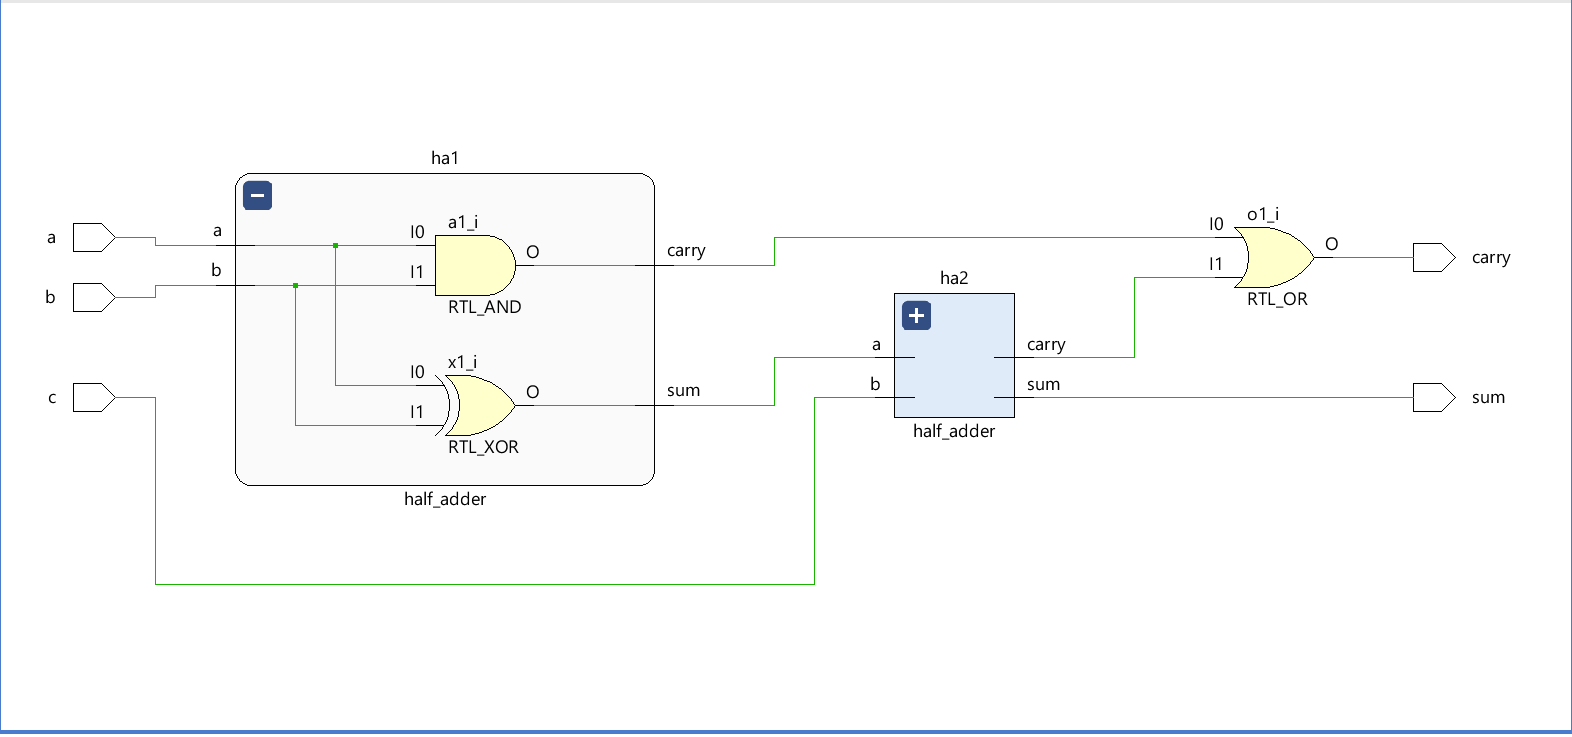 ha1
a
b
c
a
b
I0
a1_i
I1
O
RTL_AND
carry
I0
x1_i
I1
O
RTL_XOR
sum
half_adder
ha2
a
b
carry
sum
half_adder
I0
o1_i
I1
O
RTL_OR
carry
sum